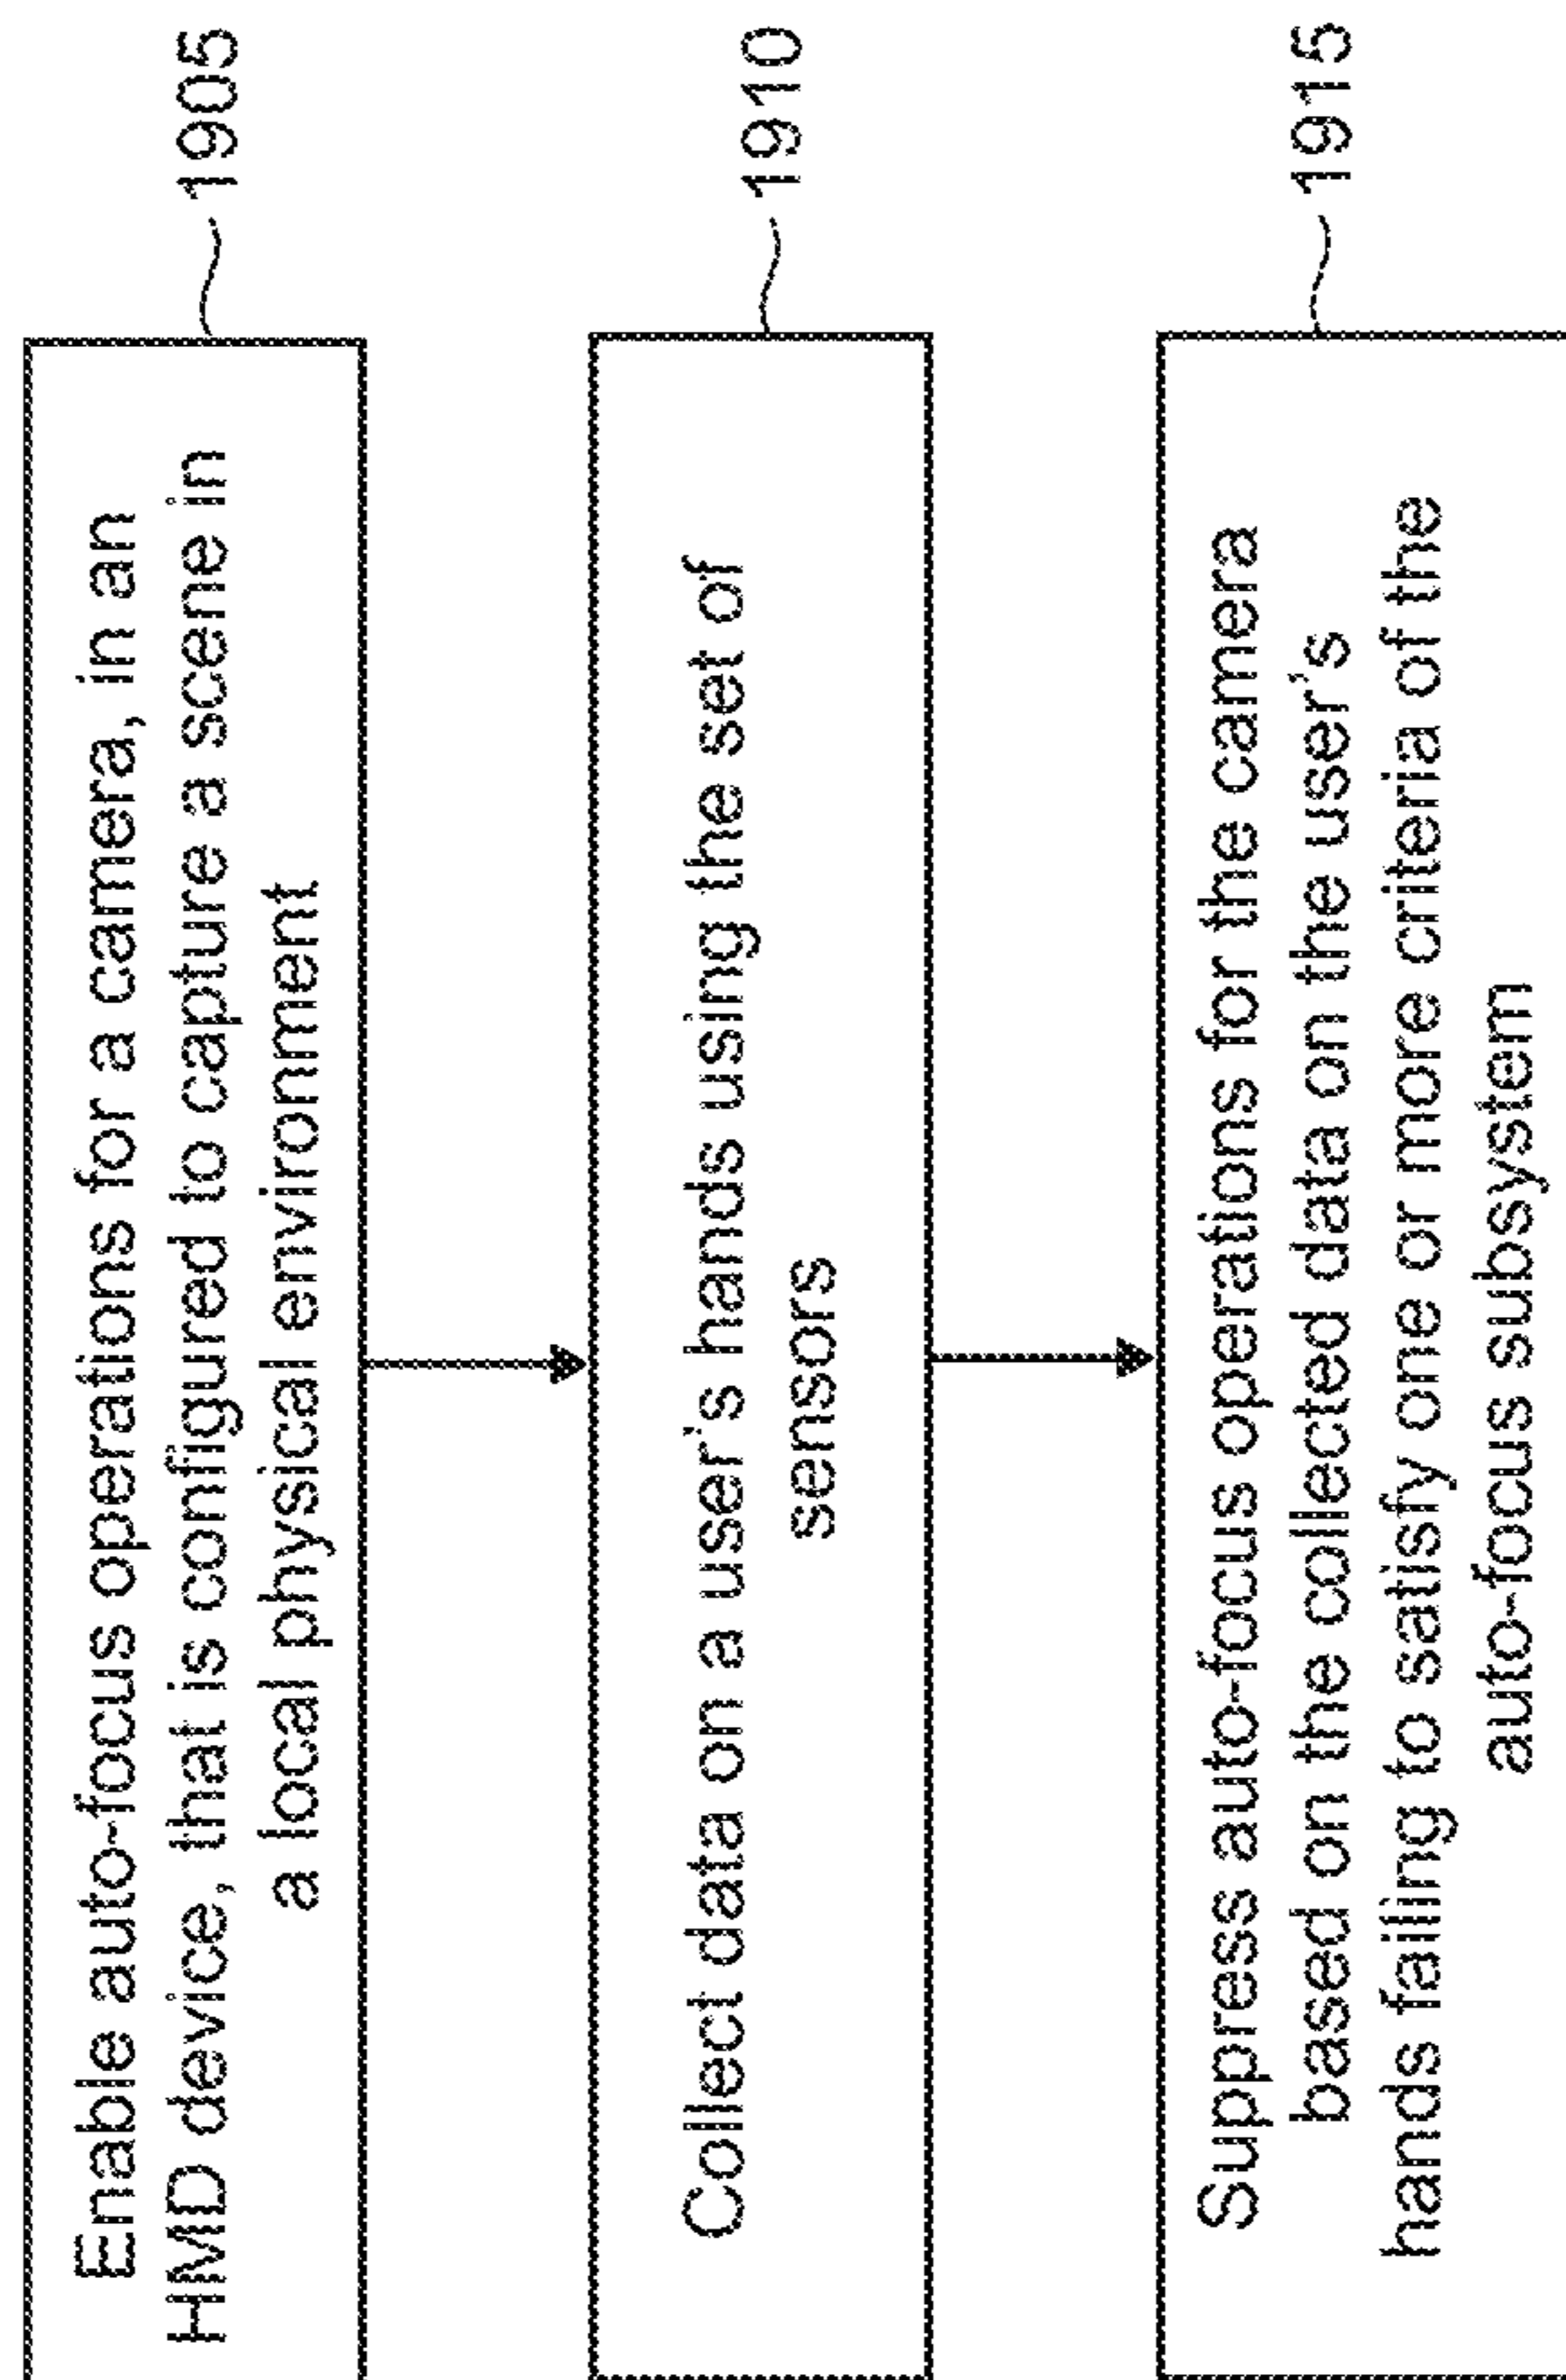 Enable auto-focus operations for a camera, in an
HMD device, that is configured to capture a scene in
a local physical environment
1905
Collect data on a user's hands using the set of
sensors
1910
Suppress auto-focus operations for the camera
based on the collected data on the user's
hands failing to satisfy one or more criteria of the
auto-focus subsystem
1915